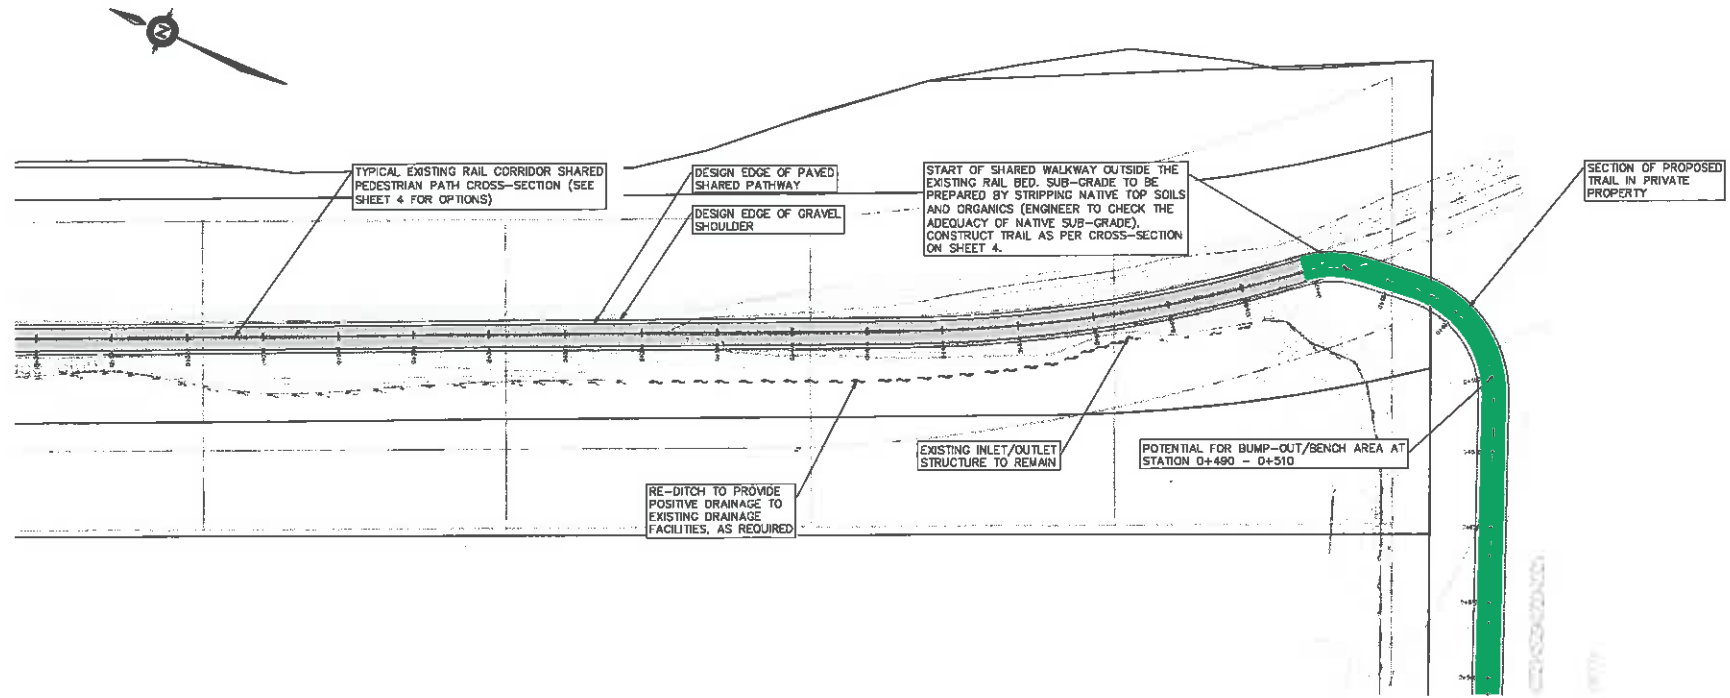 N
TYPICAL EXISTING RAIL CORRIDOR SHARED
PEDESTRIAN PATH CROSS-SECTION (SEE
SHEET 4 FOR OPTIONS)
DESIGN EDGE OF PAVED
SHARED PATHWAY
DESIGN EDGE OF GRAVEL
SHOULDER
START OF SHARED WALKWAY OUTSIDE THE
EXISTING RAIL BED. SUB-GRADE TO BE
PREPARED BY STRIPPING NATIVE TOP SOILS
AND ORGANICS (ENGINEER TO CHECK THE
ADEQUACY OF NATIVE SUB-GRADE).
CONSTRUCT TRAIL AS PER CROSS-SECTION
ON SHEET 4.
SECTION OF PROPOSED
TRAIL IN PRIVATE
PROPERTY
EXISTING INLET/OUTLET
STRUCTURE TO REMAIN
POTENTIAL FOR BUMP-OUT/BENCH AREA AT
STATION 0+490 - 0+510
RE-DITCH TO PROVIDE
POSITIVE DRAINAGE TO
EXISTING DRAINAGE
FACILITIES, AS REQUIRED